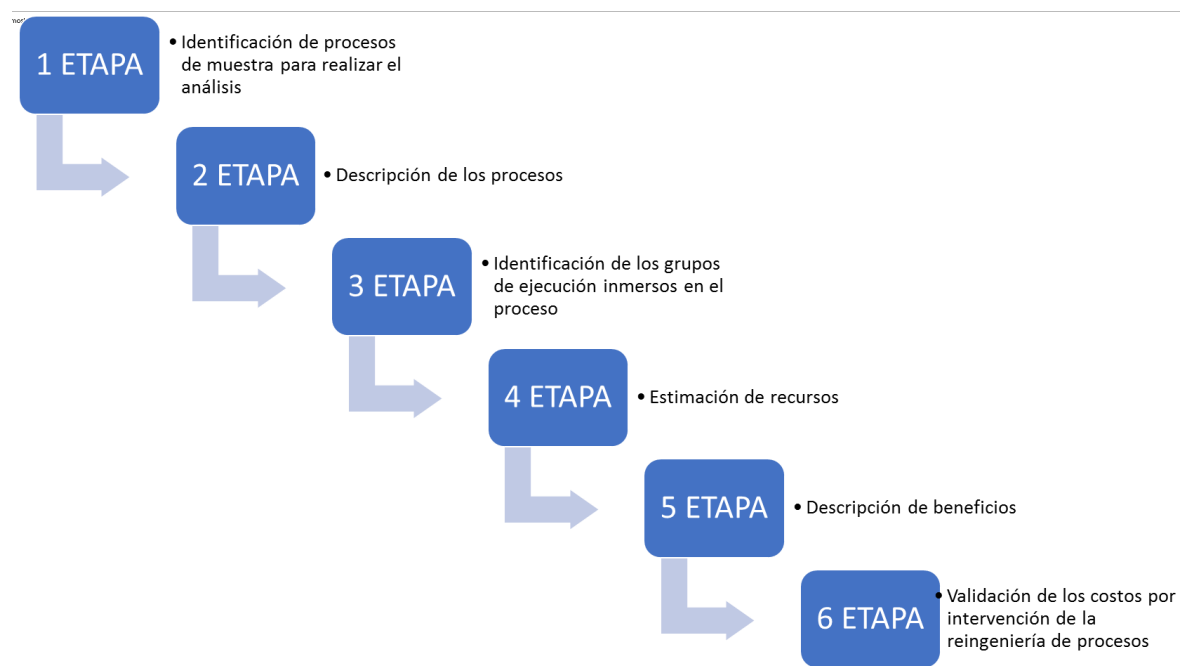 1 ETAPA
• Identificación de procesos
de muestra para realizar el
análisis
2 ETAPA
• Descripción de los procesos
3 ETAPA
• Identificación de los grupos
de ejecución inmersos en el
proceso
4 ETAPA
• Estimación de recursos
5 ETAPA
• Descripción de beneficios
6 ETAPA
• Validación de los costos por
intervención de la
reingeniería de procesos